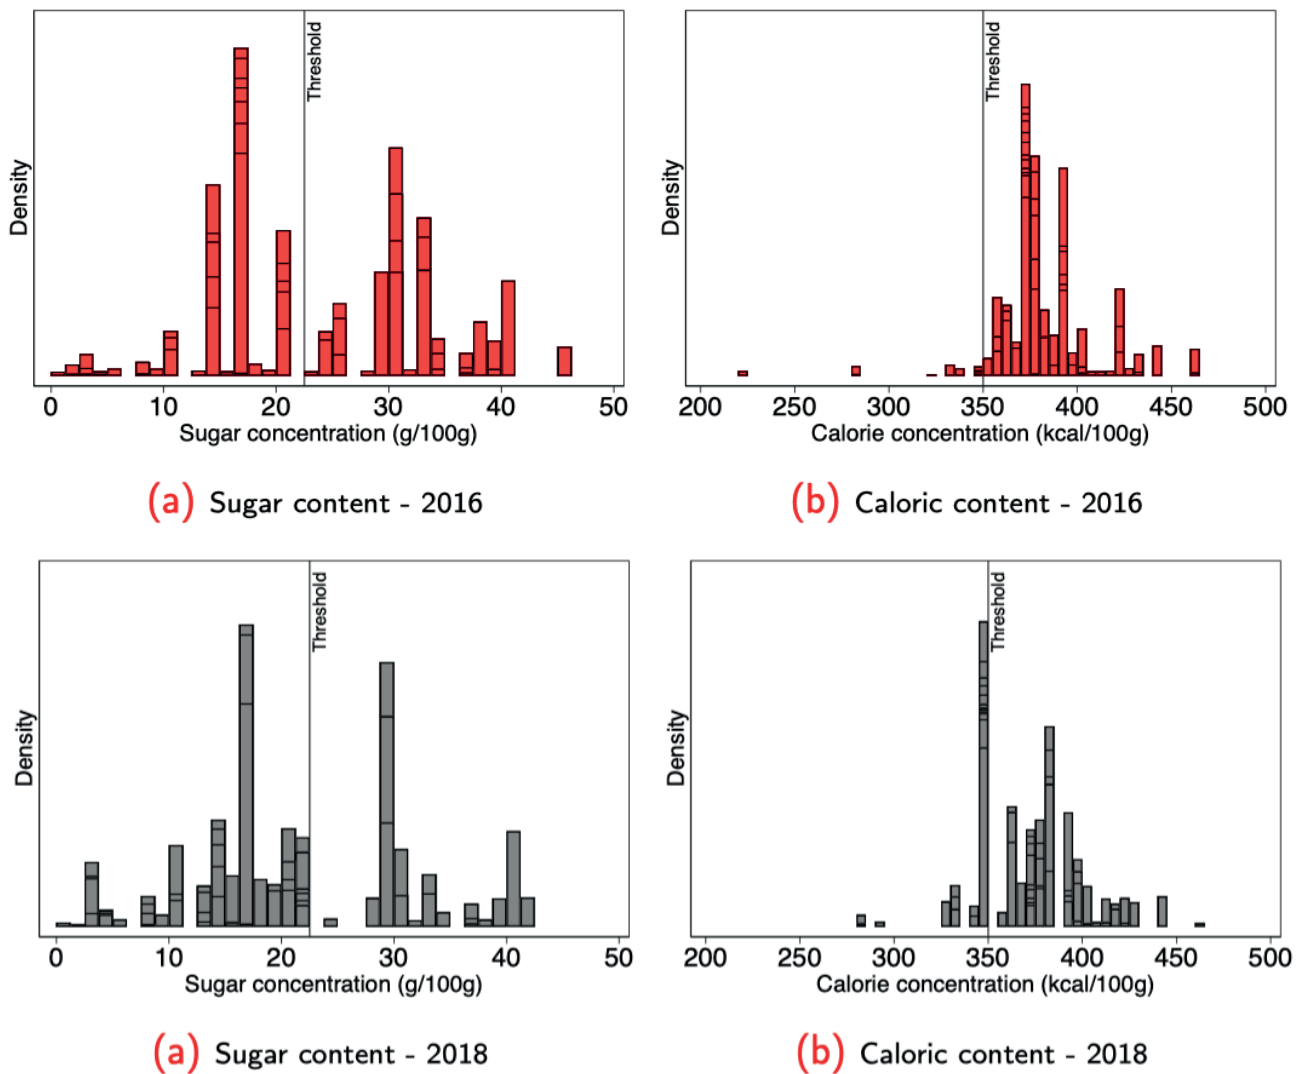 Threshold
Density
0 10 20 30 40 50
Sugar concentration (g/100g)
(a) Sugar content - 2016
Threshold
Density
200 250 300 350 400 450 500
Calorie concentration (kcal/100g)
(b) Caloric content - 2016
Threshold
Density
0 10 20 30 40 50
Sugar concentration (g/100g)
(a) Sugar content - 2018
Threshold
Density
200 250 300 350 400 450 500
Calorie concentration (kcal/100g)
(b) Caloric content - 2018